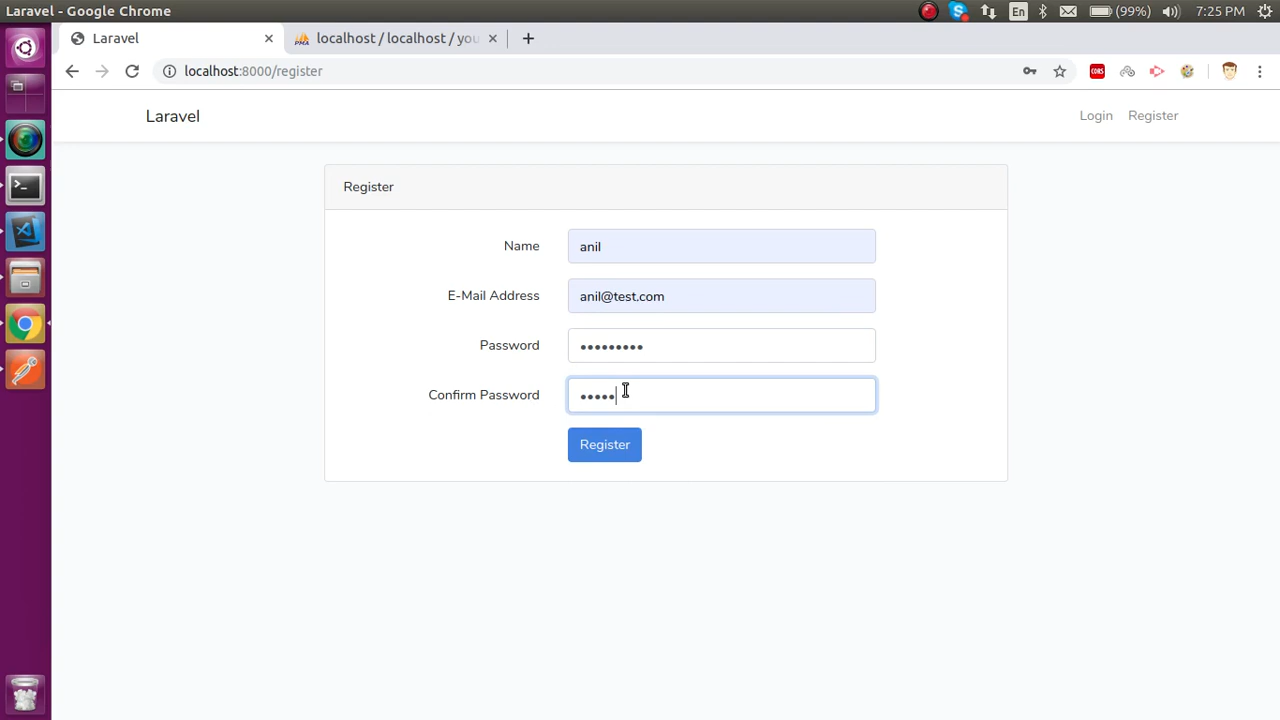 Laravel - Google Chrome
En
(99%)
7:25 PM
Laravel
localhost / localhost / you
localhost:8000/register
CORS
Laravel
Login
Register
Register
Name
anil
E-Mail Address
anil@test.com
Password
•••••••••
Confirm Password
•••••
Register